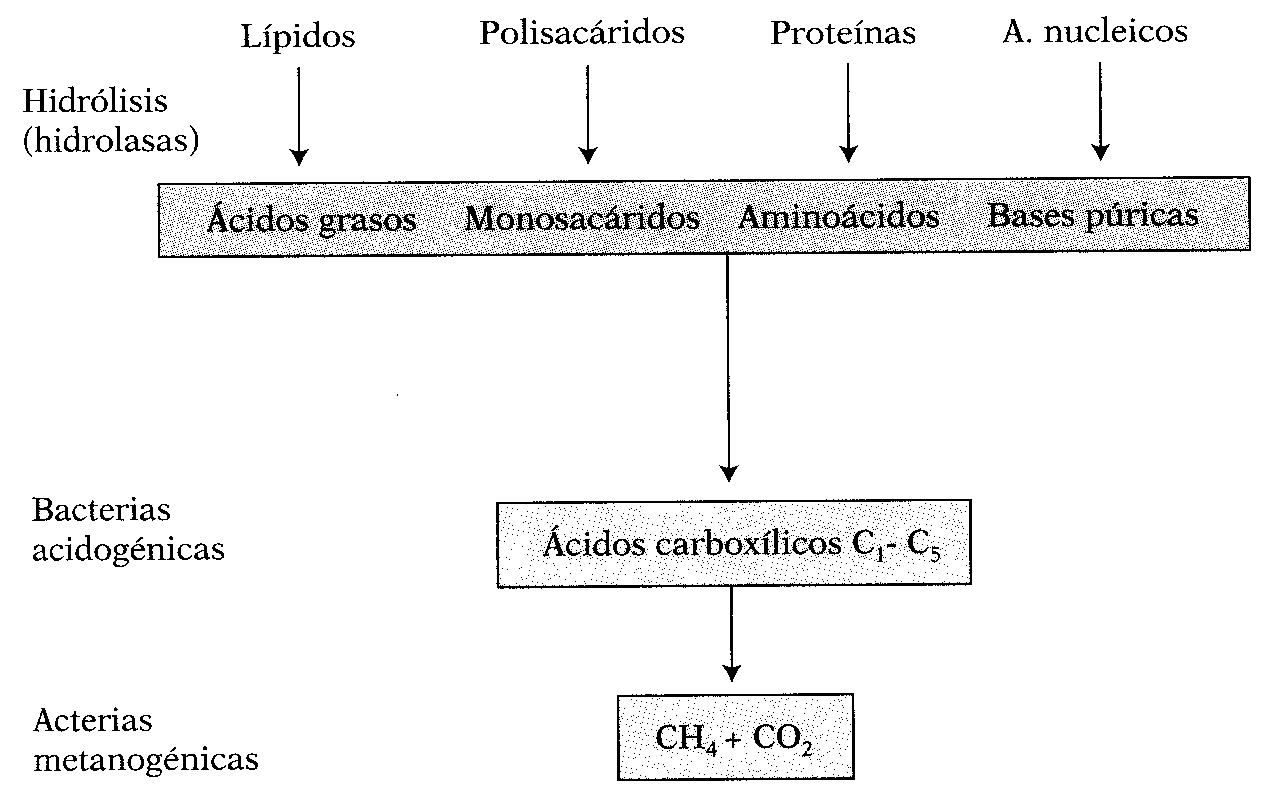 Lípidos Polisacáridos Proteínas A. nucleicos
Hidrólisis
(hidrolasas)
Ácidos grasos Monosacáridos Aminoácidos Bases púricas
Bacterias
acidogénicas
Ácidos carboxílicos C₁- C₅
Acterias
metanogénicas
CH₄ + CO₂